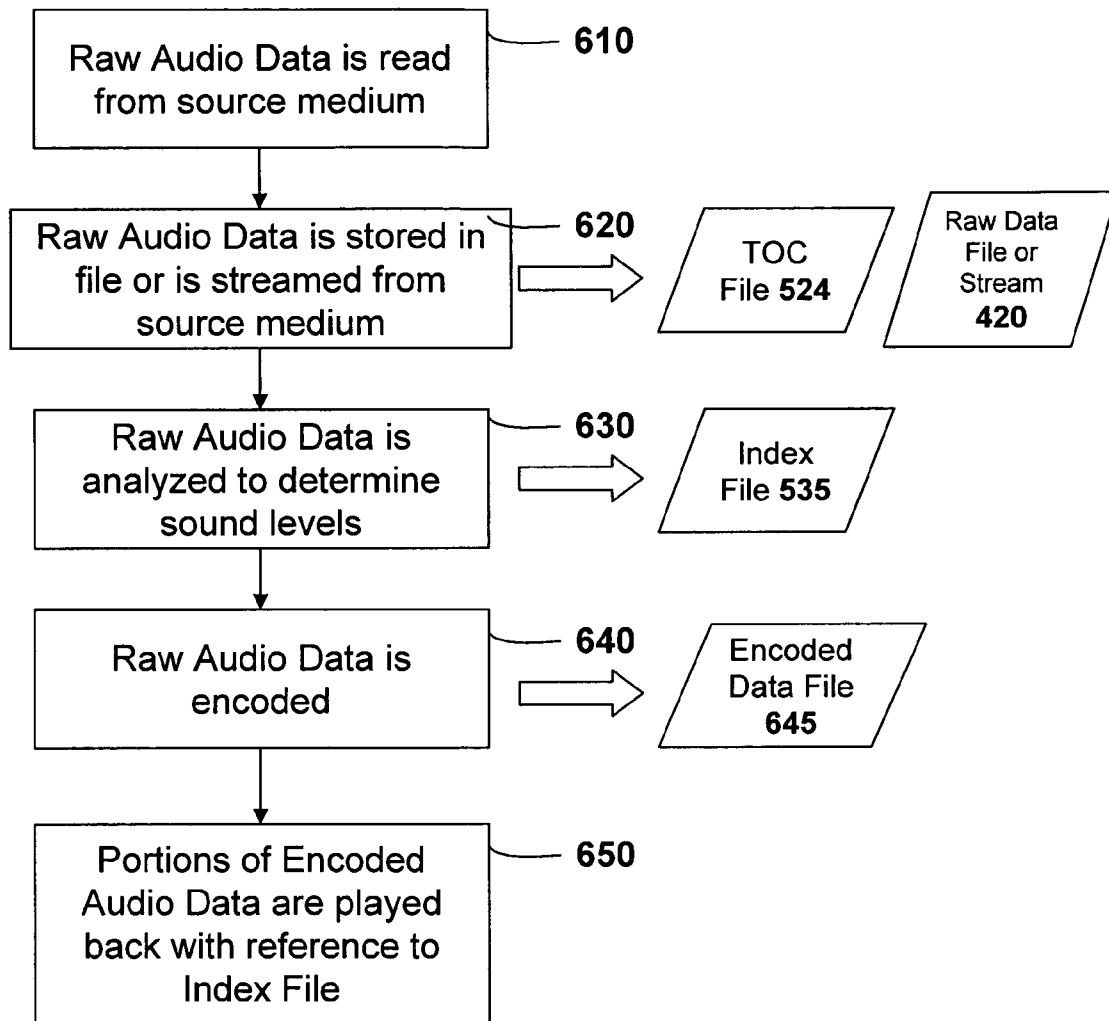 Raw Audio Data is read
from source medium
610
Raw Audio Data is stored in
file or is streamed from
source medium
620
TOC
File 524
Raw Data
File or
Stream
420
Raw Audio Data is
analyzed to determine
sound levels
630
Index
File 535
Raw Audio Data is
encoded
640
Encoded
Data File
645
Portions of Encoded
Audio Data are played
back with reference to
Index File
650